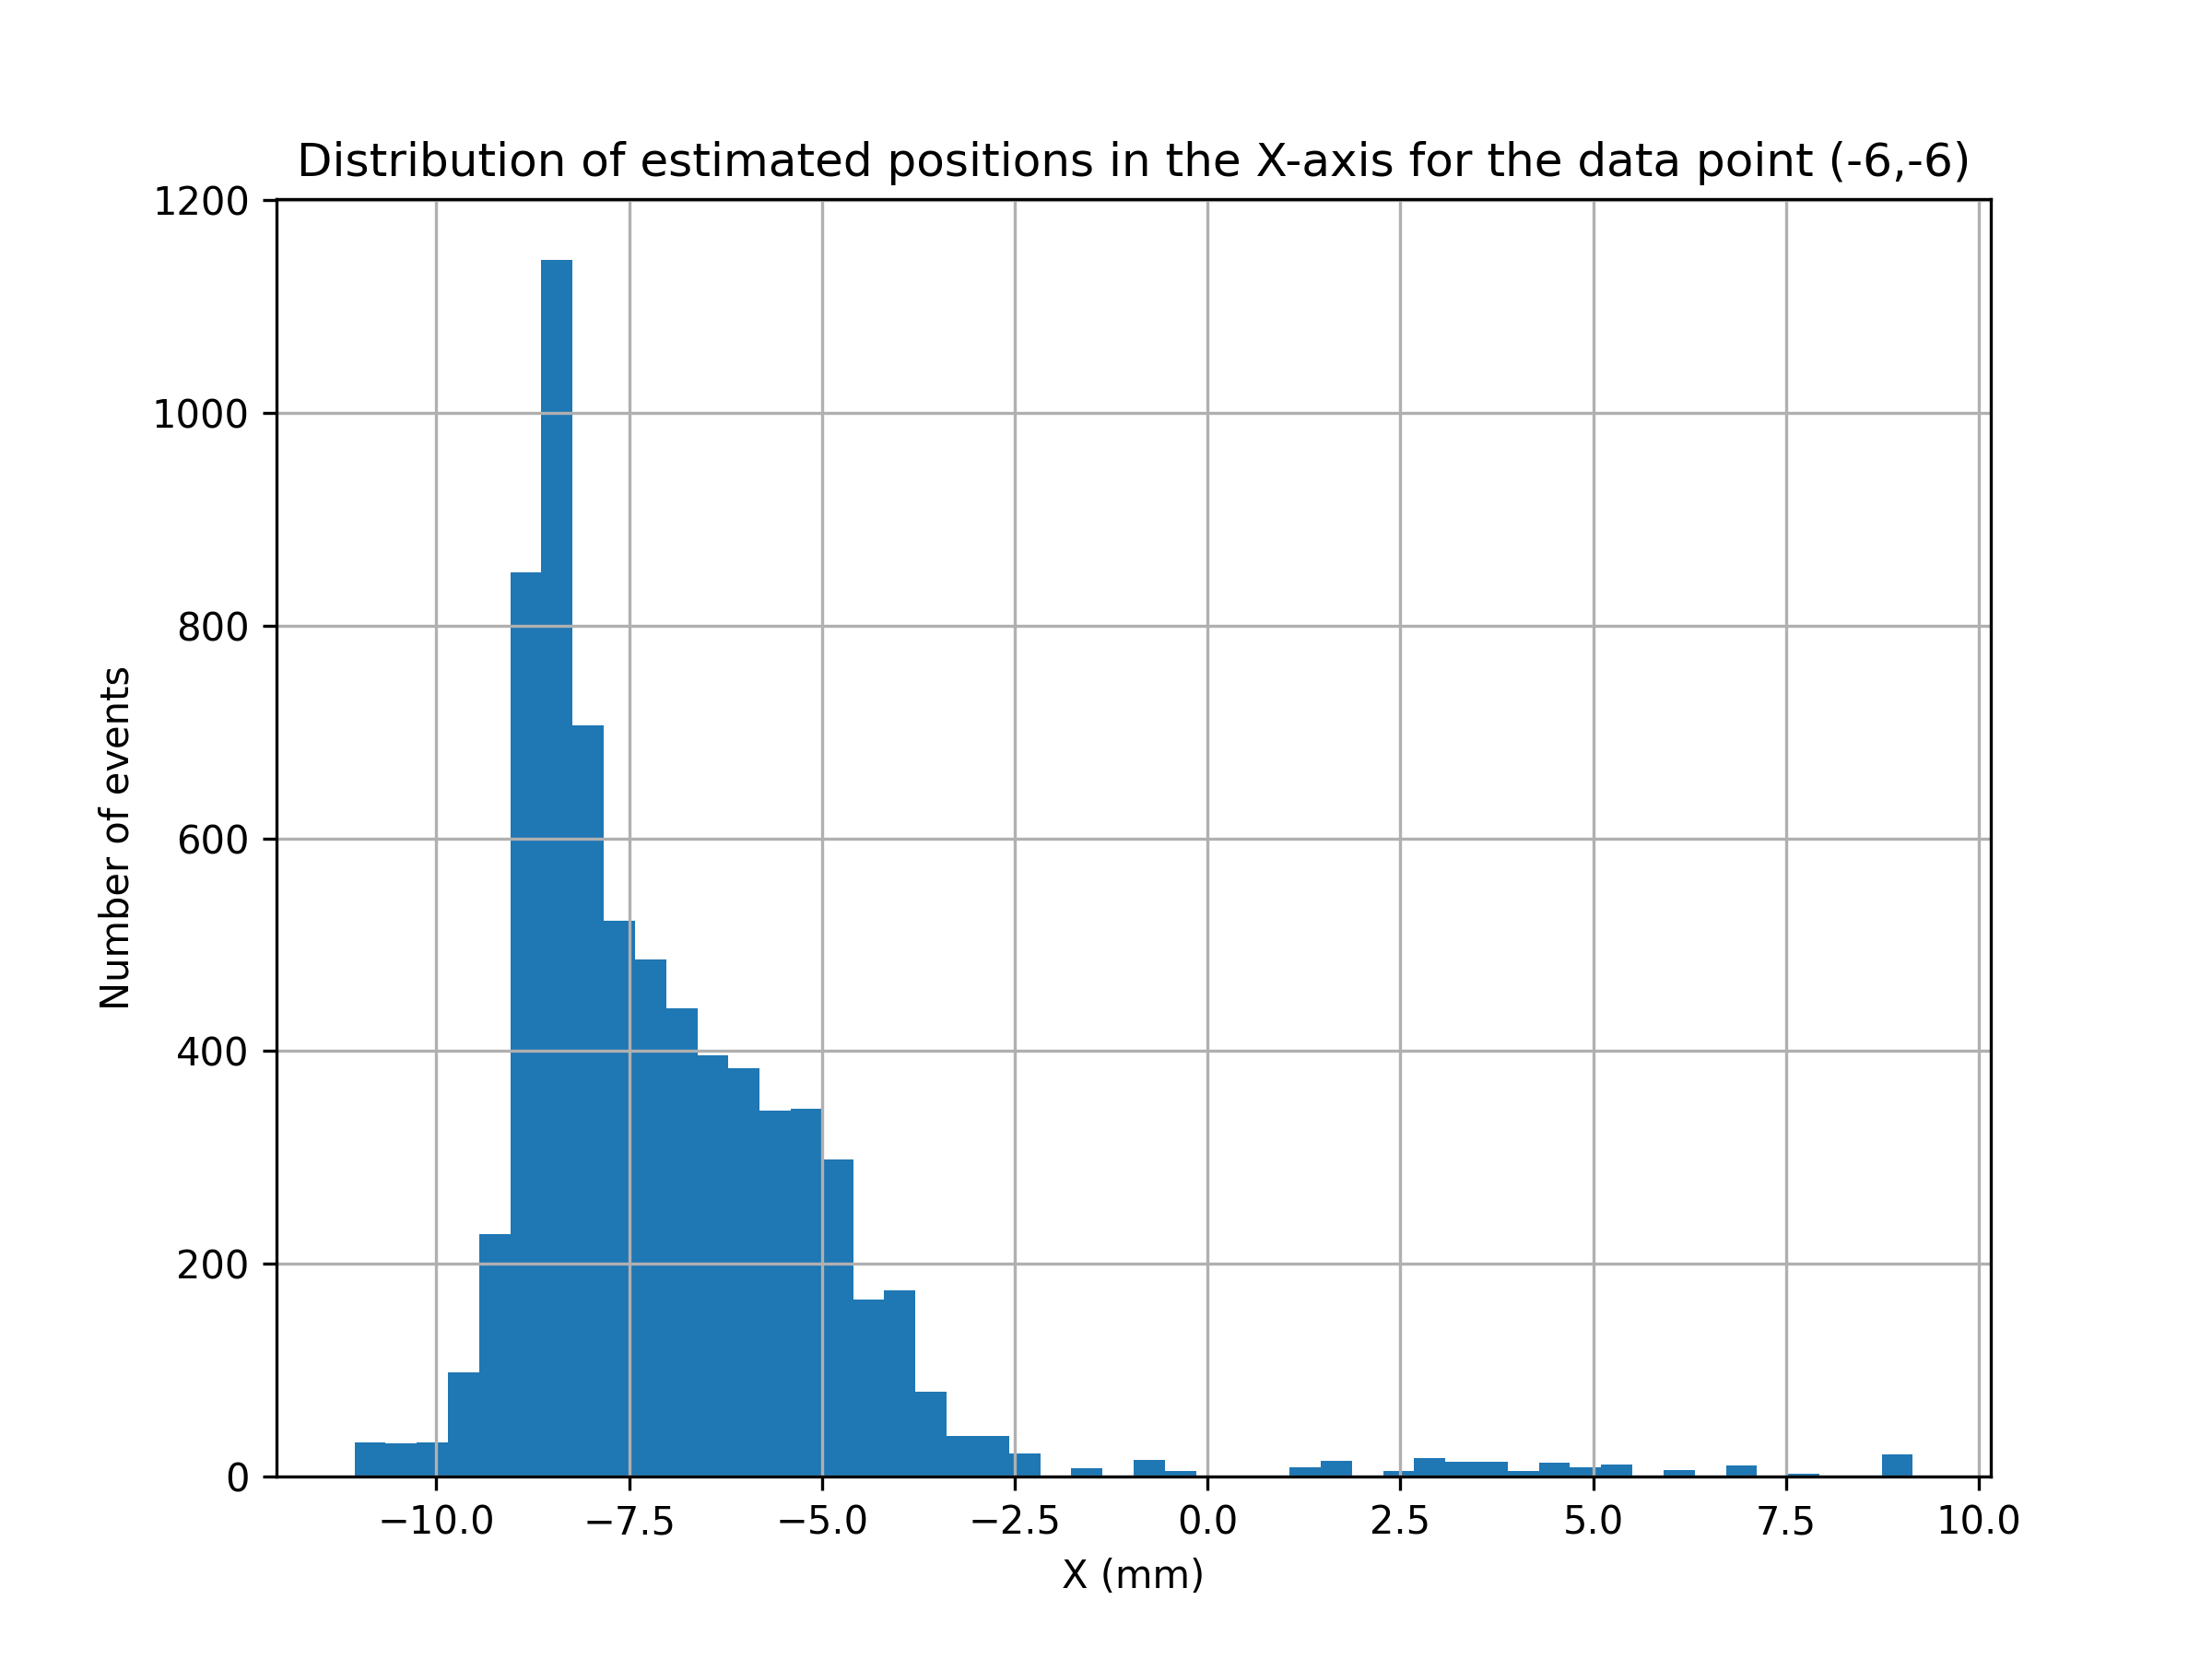 Distribution of estimated positions in the X-axis for the data point (-6,-6)
1200
1000
800
600
400
200
0
Number of events
−10.0 −7.5 −5.0 −2.5 0.0 2.5 5.0 7.5 10.0
X (mm)